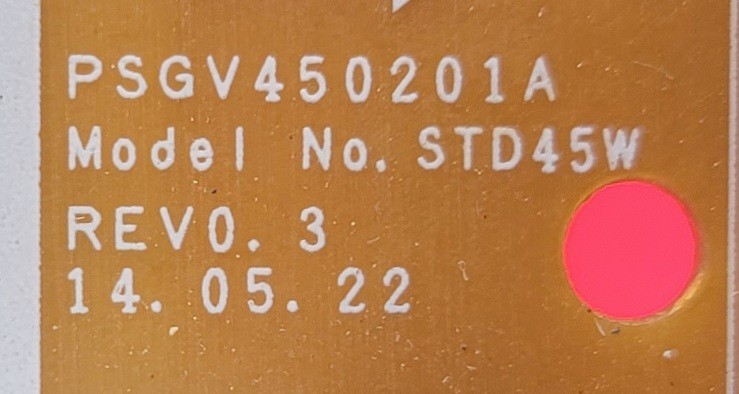 PSGV450201A
Model No. STD45W
REV0. 3
14. 05. 22